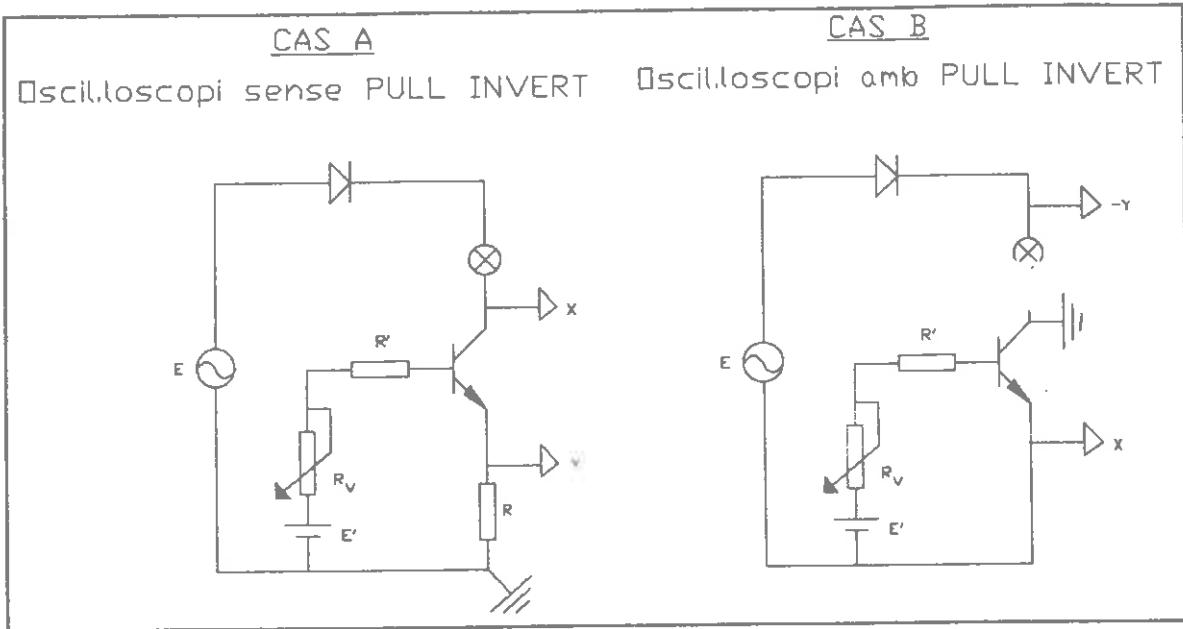 CAS A
Oscil.loscopi sense PULL INVERT
X
R'
E
R_V
R
E'
CAS B
Oscil.loscopi amb PULL INVERT
-Y
R'
E
X
R_V
E'